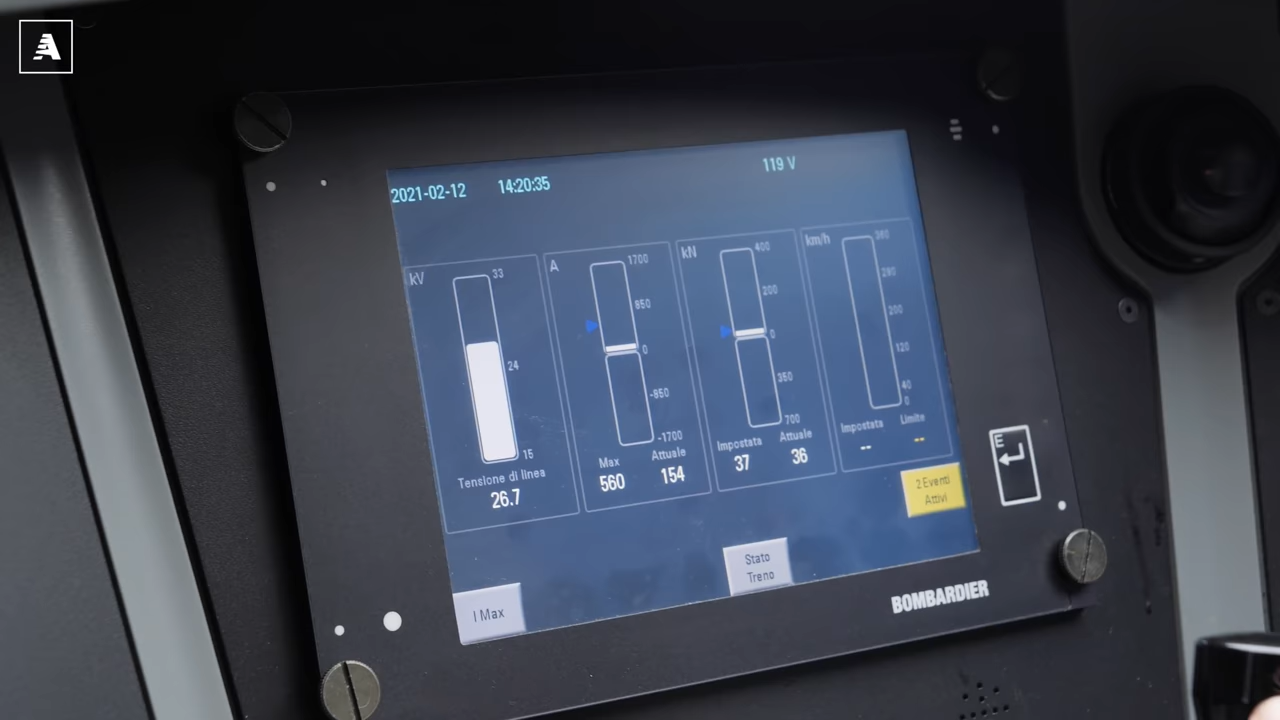 A
2021-02-12 14:20:35 119 V
kV
33
24
15
Tensione di linea
26.7
A
1700
850
0
-850
-1700
Max Attuale
560 154
kN
400
200
0
350
700
Impostata Attuale
37 36
km/h
360
280
200
120
40
0
Impostata Limite
-- --
2 Eventi
Attivi
E
Stato
Treno
I Max
BOMBARDIER